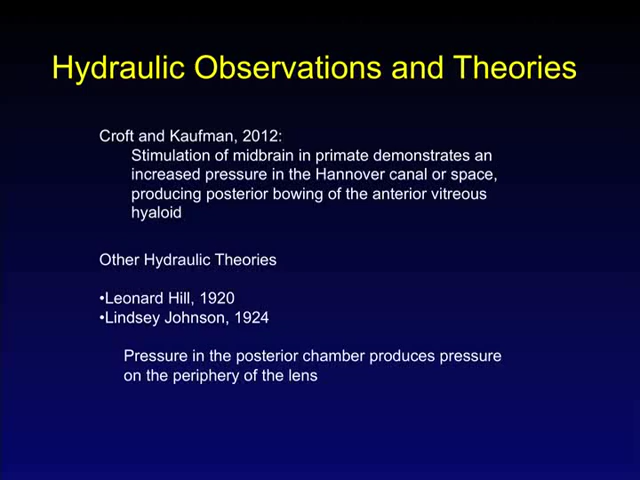 Hydraulic Observations and Theories
Croft and Kaufman, 2012:
Stimulation of midbrain in primate demonstrates an
increased pressure in the Hannover canal or space,
producing posterior bowing of the anterior vitreous
hyaloid
Other Hydraulic Theories
•Leonard Hill, 1920
•Lindsey Johnson, 1924
Pressure in the posterior chamber produces pressure
on the periphery of the lens